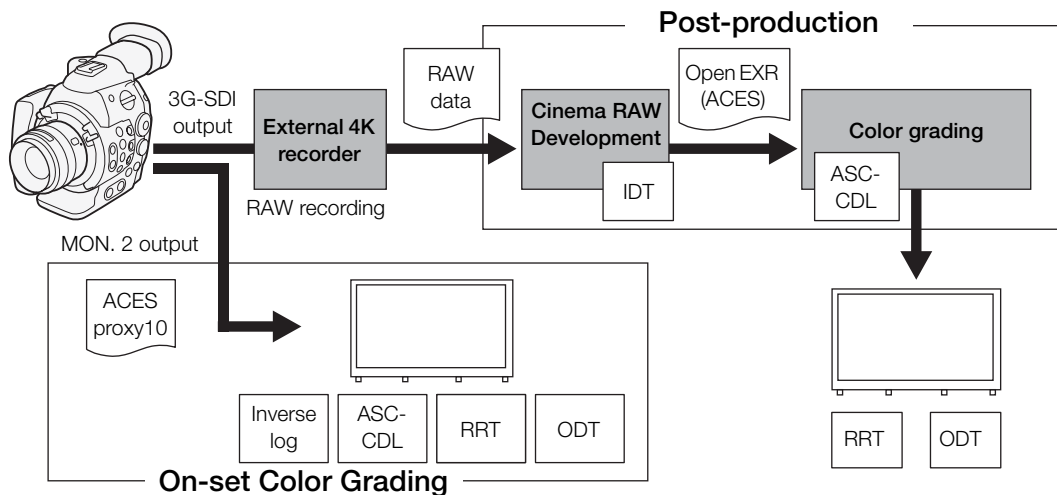 Post-production
3G-SDI
output
External 4K
recorder
RAW recording
RAW
data
Cinema RAW
Development
IDT
Open EXR
(ACES)
Color grading
ASC-
CDL
MON. 2 output
ACES
proxy10
Inverse
log
ASC-
CDL
RRT
ODT
On-set Color Grading
RRT
ODT